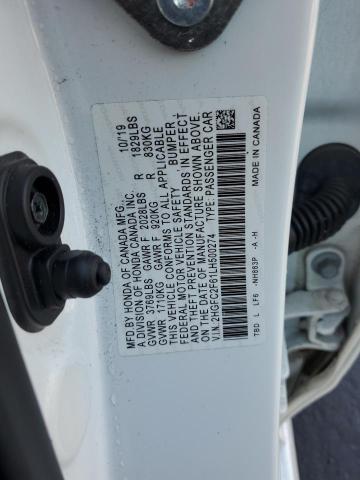 MFD. BY HONDA OF CANADA MFG. 10/19
A DIVISION OF HONDA CANADA INC.
GVWR 3769LBS GAWR F 2028LBS R 1829LBS
GVWR 1710KG GAWR F 920KG R 830KG
THIS VEHICLE CONFORMS TO ALL APPLICABLE
FEDERAL MOTOR VEHICLE SAFETY, BUMPER
AND THEFT PREVENTION STANDARDS IN EFFECT
ON THE DATE OF MANUFACTURE SHOWN ABOVE.
V.I.N. 2HGFC2F61LH500274 TYPE: PASSENGER CAR
TBD L LF6 -NH883P -A -H
MADE IN CANADA